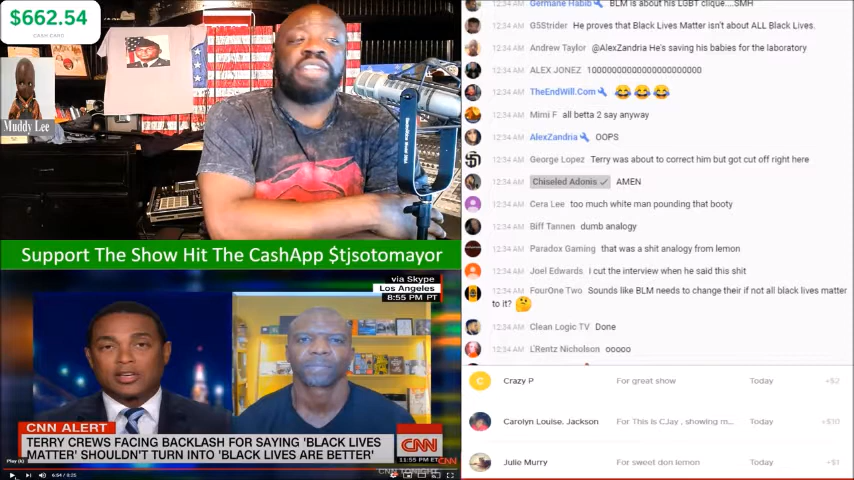 $662.54
CASH CARD
Muddy Lee
Support The Show Hit The CashApp $tjsotomayor
via Skype
Los Angeles
8:55 PM PT
CNN ALERT
TERRY CREWS FACING BACKLASH FOR SAYING 'BLACK LIVES
MATTER' SHOULDN'T TURN INTO 'BLACK LIVES ARE BETTER'
CNN
11:55 PM ET
CNN TONIGHT
Play (k)
6:54 / 8:25
12:34 AM Germane Habib BLM is about his LGBT clique....SMH
12:34 AM G5Strider He proves that Black Lives Matter isn't about ALL Black Lives.
12:34 AM Andrew Taylor @AlexZandria He's saving his babies for the laboratory
12:34 AM ALEX JONEZ
12:34 AM TheEndWill.Com 😂😂😂
12:34 AM Mimi F all betta 2 say anyway
12:34 AM AlexZandria OOPS
12:34 AM George Lopez Terry was about to correct him but got cut off right here
12:34 AM Chiseled Adonis ✓ AMEN
12:34 AM Cera Lee too much white man pounding that booty
12:34 AM Biff Tannen dumb analogy
12:34 AM Paradox Gaming that was a shit analogy from lemon
12:34 AM Joel Edwards I cut the interview when he said this shit
12:34 AM FourOne Two Sounds like BLM needs to change their if not all black lives matter
to it? 🤔
12:34 AM Clean Logic TV Done
12:34 AM L'Rentz Nicholson ooooo
C Crazy P For great show Today +$2
Carolyn Louise. Jackson For This is CJay , showing m... Today +$10
Julie Murry For sweet don lemon Today +$1